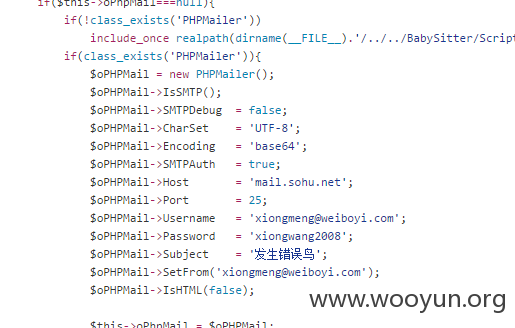 if($this->oPhpMail===null){
if(!class_exists('PHPMailer'))
include_once realpath(dirname(__FILE__).'/../../BabySitter/Script
if(class_exists('PHPMailer')){
$oPHPMail = new PHPMailer();
$oPHPMail->IsSMTP();
$oPHPMail->SMTPDebug = false;
$oPHPMail->CharSet = 'UTF-8';
$oPHPMail->Encoding = 'base64';
$oPHPMail->SMTPAuth = true;
$oPHPMail->Host = 'mail.sohu.net';
$oPHPMail->Port = 25;
$oPHPMail->Username = 'xiongmeng@weiboyi.com';
$oPHPMail->Password = 'xiongwang2008';
$oPHPMail->Subject = '发生错误鸟';
$oPHPMail->SetFrom('xiongmeng@weiboyi.com');
$oPHPMail->IsHTML(false);
www.wooyun.org
$this->oPhpMail = $oPHPMail;